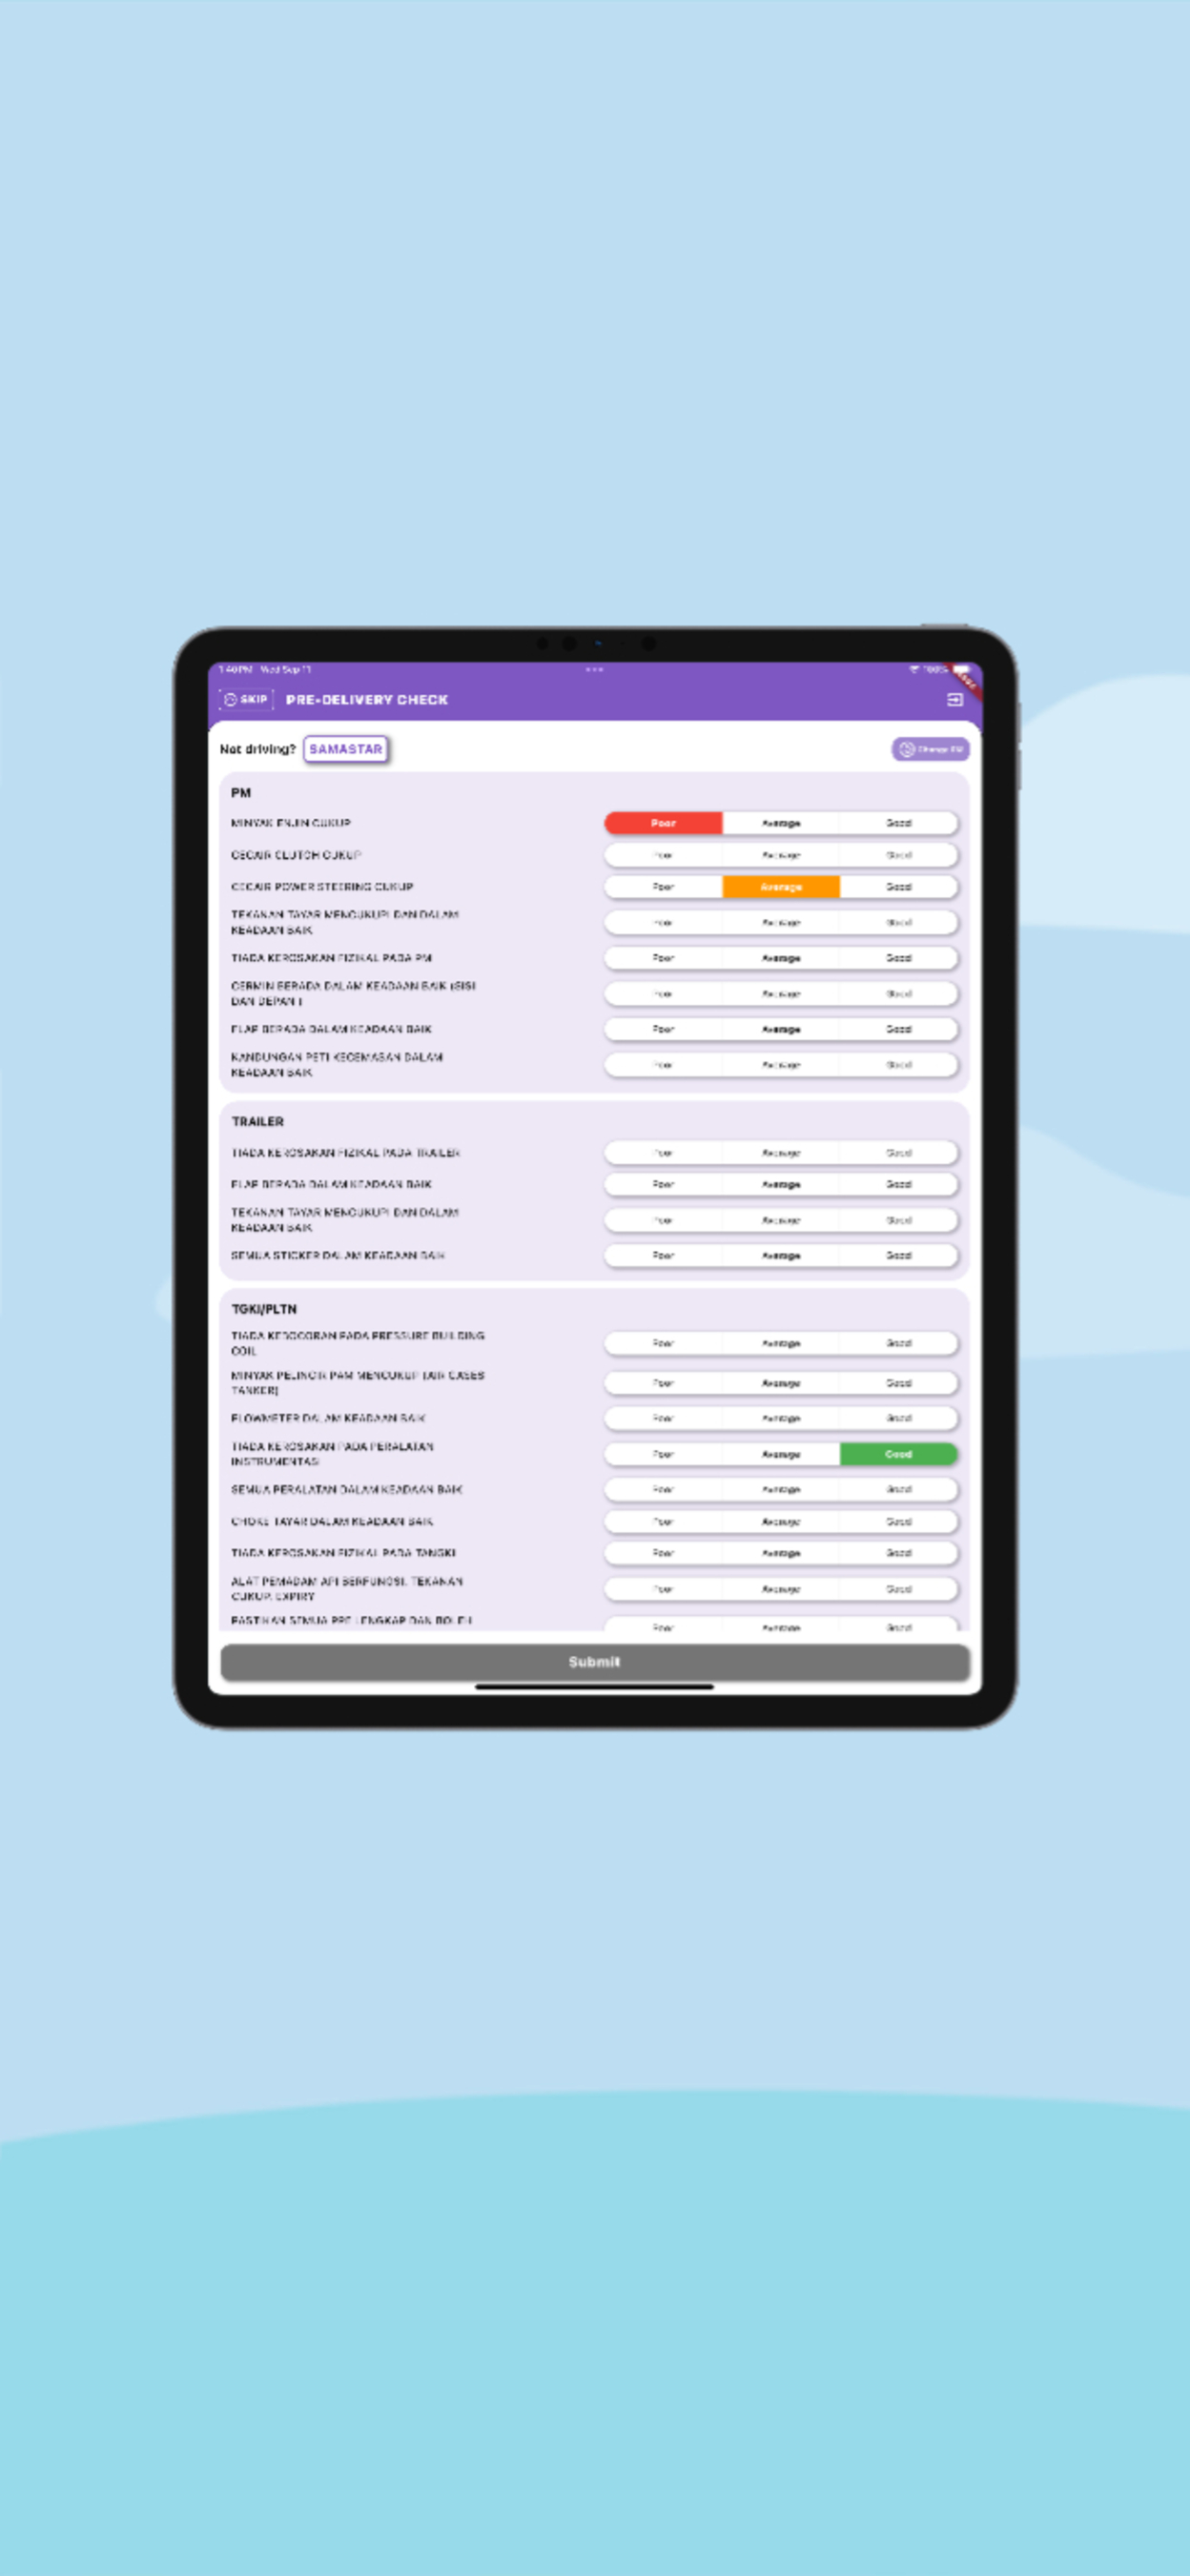 1:40 PM Wed Sep 11
100%
SKIP PRE-DELIVERY CHECK
Not driving? SAMASTAR
Change PM
PM
MINYAK ENJIN CUKUP Poor Average Good
CECAIR CLUTCH CUKUP Poor Average Good
CECAIR POWER STEERING CUKUP Poor Average Good
TEKANAN TAYAR MENCUKUPI DAN DALAM
KEADAAN BAIK Poor Average Good
TIADA KEROSAKAN FIZIKAL PADA PM Poor Average Good
CERMIN BERADA DALAM KEADAAN BAIK (SISI
DAN DEPAN ) Poor Average Good
FLAP BERADA DALAM KEADAAN BAIK Poor Average Good
KANDUNGAN PETI KECEMASAN DALAM
KEADAAN BAIK Poor Average Good
TRAILER
TIADA KEROSAKAN FIZIKAL PADA TRAILER Poor Average Good
FLAP BERADA DALAM KEADAAN BAIK Poor Average Good
TEKANAN TAYAR MENCUKUPI DAN DALAM
KEADAAN BAIK Poor Average Good
SEMUA STICKER DALAM KEADAAN BAIK Poor Average Good
TGKI/PLTN
TIADA KEBOCORAN PADA PRESSURE BUILDING
COIL Poor Average Good
MINYAK PELINCIR PAM MENCUKUP (AIR GASES
TANKER) Poor Average Good
FLOWMETER DALAM KEADAAN BAIK Poor Average Good
TIADA KEROSAKAN PADA PERALATAN
INSTRUMENTASI Poor Average Good
SEMUA PERALATAN DALAM KEADAAN BAIK Poor Average Good
CHOKE TAYAR DALAM KEADAAN BAIK Poor Average Good
TIADA KEROSAKAN FIZIKAL PADA TANGKI Poor Average Good
ALAT PEMADAM API BERFUNGSI, TEKANAN
CUKUP, EXPIRY Poor Average Good
PASTIKAN SEMUA PPE LENGKAP DAN BOLEH Poor Average Good
Submit